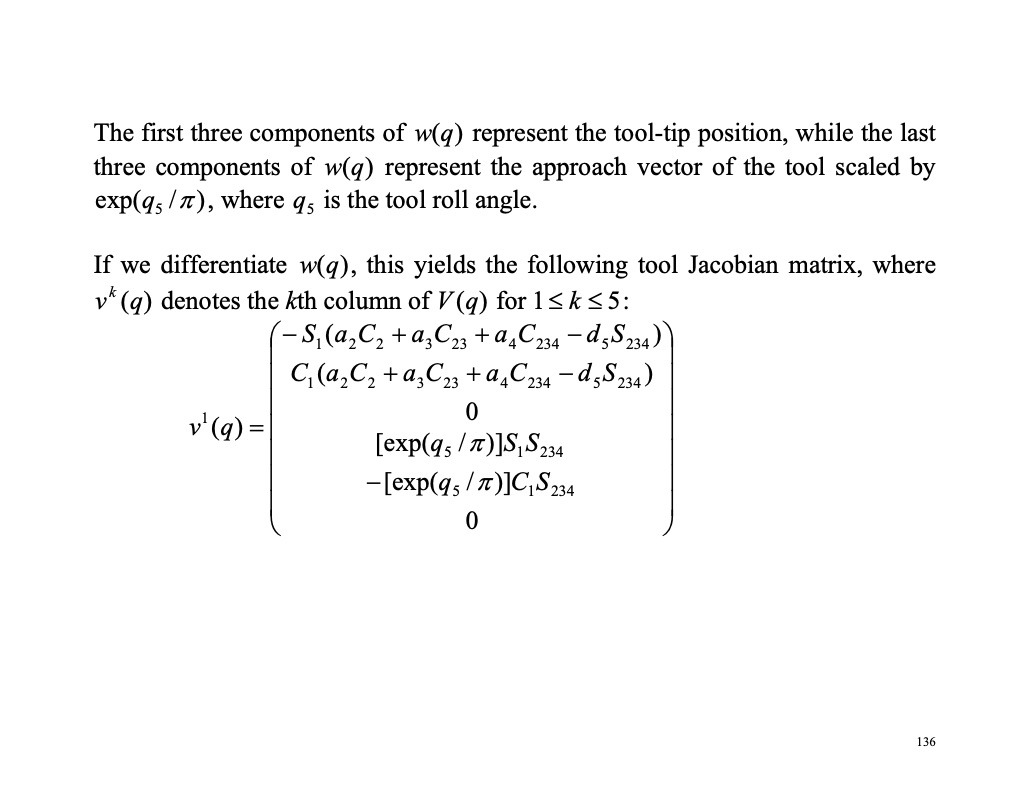 The first three components of w(q) represent the tool-tip position, while the last
three components of w(q) represent the approach vector of the tool scaled by
exp(q₅ / π), where q₅ is the tool roll angle.
If we differentiate w(q), this yields the following tool Jacobian matrix, where
vᵏ(q) denotes the kth column of V(q) for 1 ≤ k ≤ 5:
− S₁(a₂C₂ + a₃C₂₃ + a₄C₂₃₄ − d₅S₂₃₄)
C₁(a₂C₂ + a₃C₂₃ + a₄C₂₃₄ − d₅S₂₃₄)
0
v¹(q) =
[exp(q₅ / π)]S₁S₂₃₄
−[exp(q₅ / π)]C₁S₂₃₄
0
136